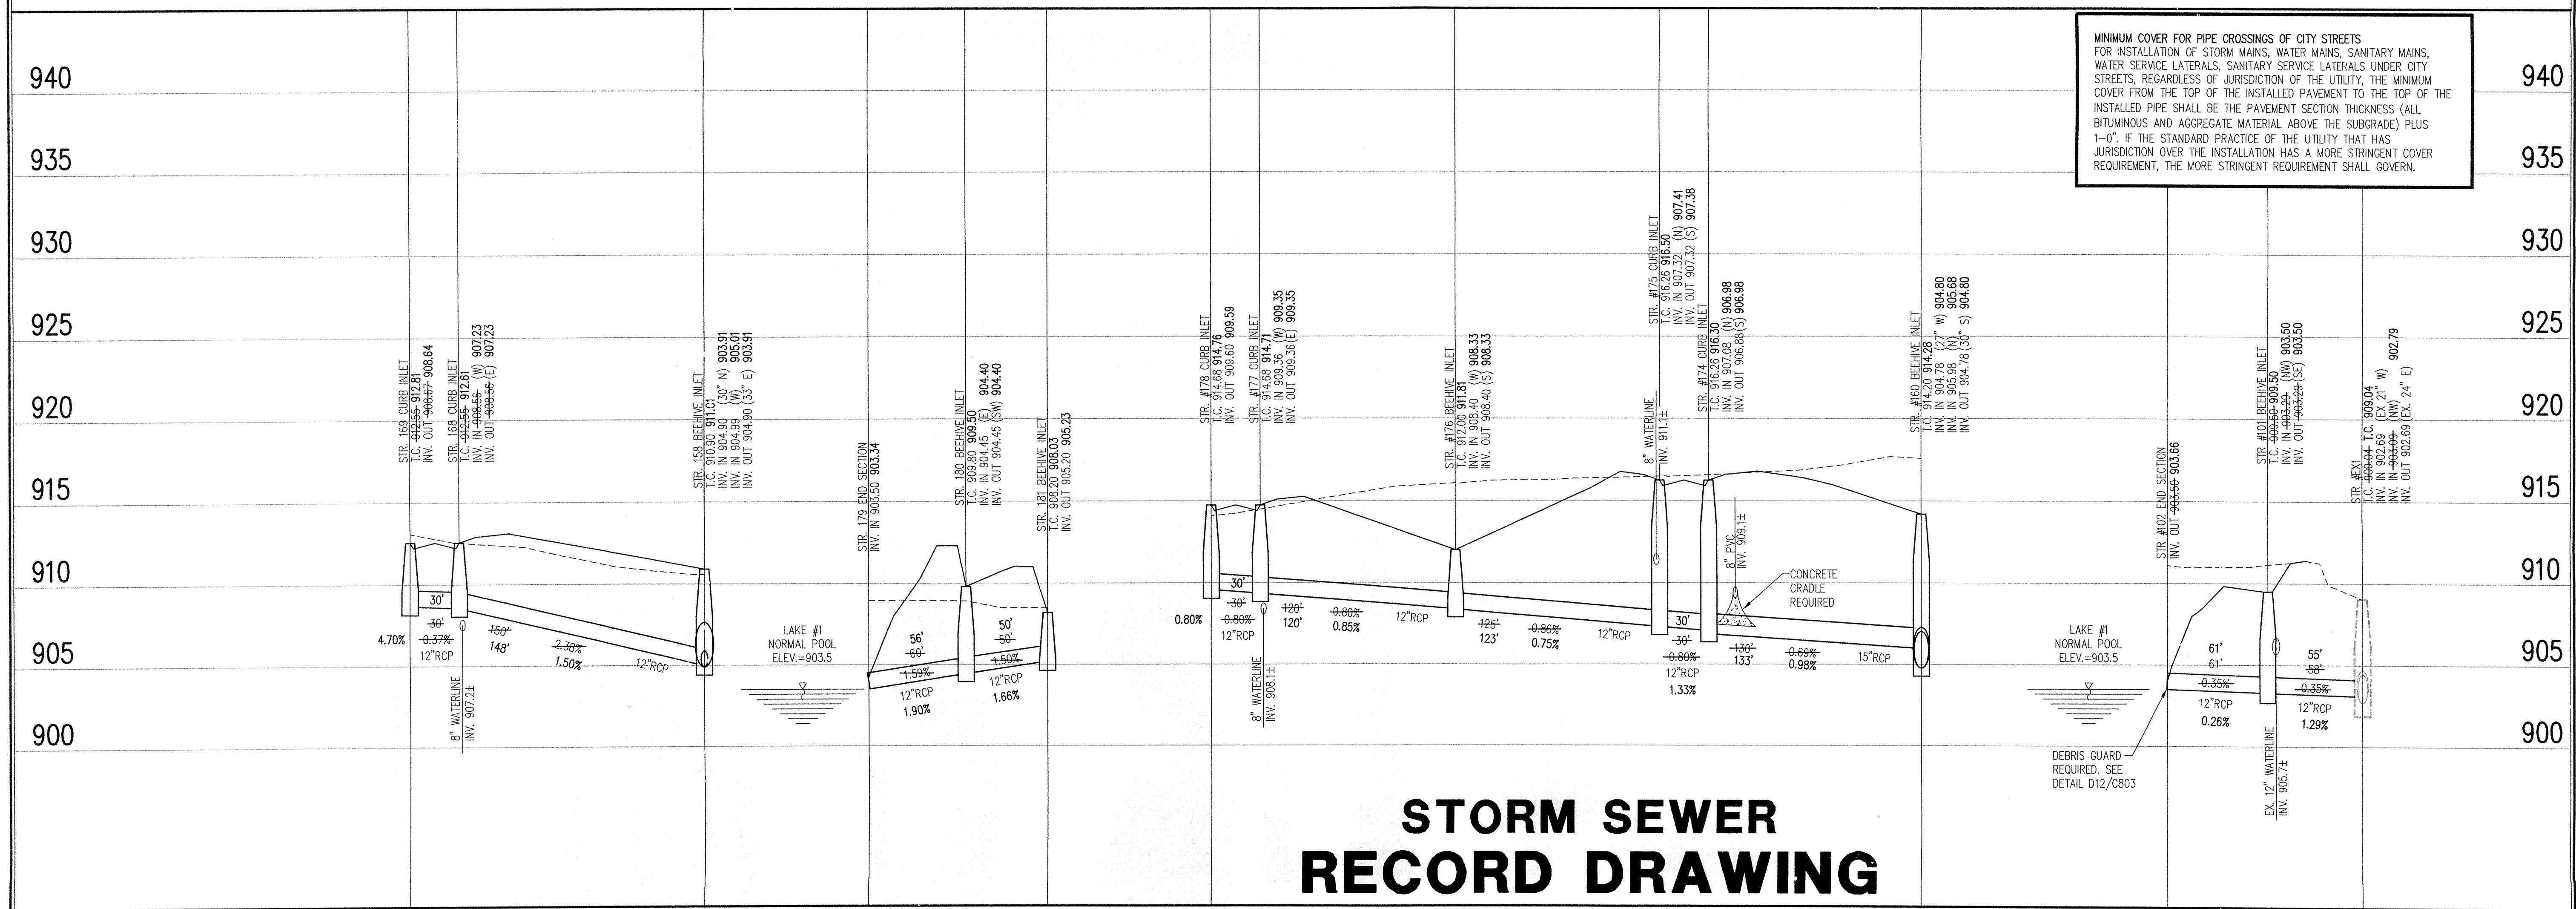 MINIMUM COVER FOR PIPE CROSSINGS OF CITY STREETS
FOR INSTALLATION OF STORM MAINS, WATER MAINS, SANITARY MAINS,
WATER SERVICE LATERALS, SANITARY SERVICE LATERALS UNDER CITY
STREETS, REGARDLESS OF JURISDICTION OF THE UTILITY, THE MINIMUM
COVER FROM THE TOP OF THE INSTALLED PAVEMENT TO THE TOP OF THE
INSTALLED PIPE SHALL BE THE PAVEMENT SECTION THICKNESS (ALL
BITUMINOUS AND AGGREGATE MATERIAL ABOVE THE SUBGRADE) PLUS
1-0". IF THE STANDARD PRACTICE OF THE UTILITY THAT HAS
JURISDICTION OVER THE INSTALLATION HAS A MORE STRINGENT COVER
REQUIREMENT, THE MORE STRINGENT REQUIREMENT SHALL GOVERN.
940
935
930
925
920
915
910
905
900
STR. 169 CURB INLET
T.C. 912.55 912.81
INV. OUT 908.67 908.64
STR. 168 CURB INLET
T.C. 912.55 912.61
INV. IN 908.56 (W) 907.23
INV. OUT 908.56 (E) 907.23
STR. 158 BEEHIVE INLET
T.C. 910.90 911.01
INV. IN 904.90 (30" N) 903.91
INV. IN 904.99 (W) 905.01
INV. OUT 904.90 (33" E) 903.91
30'
30'
4.70%
0.37%
12"RCP
150'
148'
2.38%
1.50%
12"RCP
8" WATERLINE
INV. 907.2±
LAKE #1
NORMAL POOL
ELEV.=903.5
STR. 179 END SECTION
INV. IN 903.50 903.34
STR. 180 BEEHIVE INLET
T.C. 909.80 909.50
INV. IN 904.45 (E) 904.40
INV. OUT 904.45 (SW) 904.40
STR. 181 BEEHIVE INLET
T.C. 908.20 908.03
INV. OUT 905.20 905.23
56'
60'
1.59%
12"RCP
1.90%
50'
50'
1.50%
12"RCP
1.66%
STR. #178 CURB INLET
T.C. 914.68 914.76
INV. OUT 909.60 909.59
STR. #177 CURB INLET
T.C. 914.68 914.71
INV. IN 909.36 (W) 909.35
INV. OUT 909.36(E) 909.35
30'
30'
0.80%
0.80%
12"RCP
8" WATERLINE
INV. 908.1±
120'
120'
0.80%
0.85%
12"RCP
STR. #176 BEEHIVE INLET
T.C. 912.00 911.81
INV. IN 908.40 (W) 908.33
INV. OUT 908.40 (S) 908.33
125'
123'
0.86%
0.75%
12"RCP
STR. #175 CURB INLET
T.C. 916.26 916.50
INV. IN 907.32 (N) 907.41
INV. OUT 907.32 (S) 907.38
8" WATERLINE
INV. 911.1±
STR. #174 CURB INLET
T.C. 916.26 916.30
INV. IN 907.08 (N) 906.98
INV. OUT 906.88(S) 906.98
30'
30'
0.80%
12"RCP
1.33%
8" PVC
INV. 909.1±
CONCRETE
CRADLE
REQUIRED
130'
133'
0.69%
0.98%
15"RCP
STR. #160 BEEHIVE INLET
T.C. 914.20 914.28
INV. IN 904.78 (27" W) 904.80
INV. IN 905.98 (N) 905.68
INV. OUT 904.78(30" S) 904.80
LAKE #1
NORMAL POOL
ELEV.=903.5
STR #102 END SECTION
INV. OUT 903.50 903.66
DEBRIS GUARD
REQUIRED. SEE
DETAIL D12/C803
STR #101 BEEHIVE INLET
T.C. 909.50 909.50
INV. IN 903.29 (NW) 903.50
INV. OUT 903.29 (SE) 903.50
61'
61'
0.35%
12"RCP
0.26%
EX. 12" WATERLINE
INV. 905.7±
55'
58'
0.35%
12"RCP
1.29%
STR #EX1
T.C. 909.04 T.C. 909.04
INV. IN 902.69 (EX 21" W)
INV. IN 903.09 (NW) 902.79
INV. OUT 902.69 (EX. 24" E)
940
935
930
925
920
915
910
905
900
STORM SEWER
RECORD DRAWING